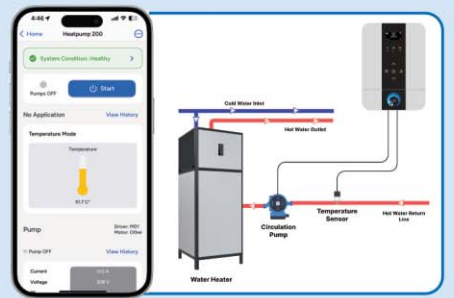 4:46
Home
Heatpump 200
System Condition: Healthy
Pumps OFF
Start
No Application
View History
Temperature Mode
Temperature
Pump
Pump OFF
View History
Current
Voltage
Cold Water Inlet
Hot Water Outlet
Circulation
Pump
Temperature
Sensor
Hot Water Return
Line
Water Heater